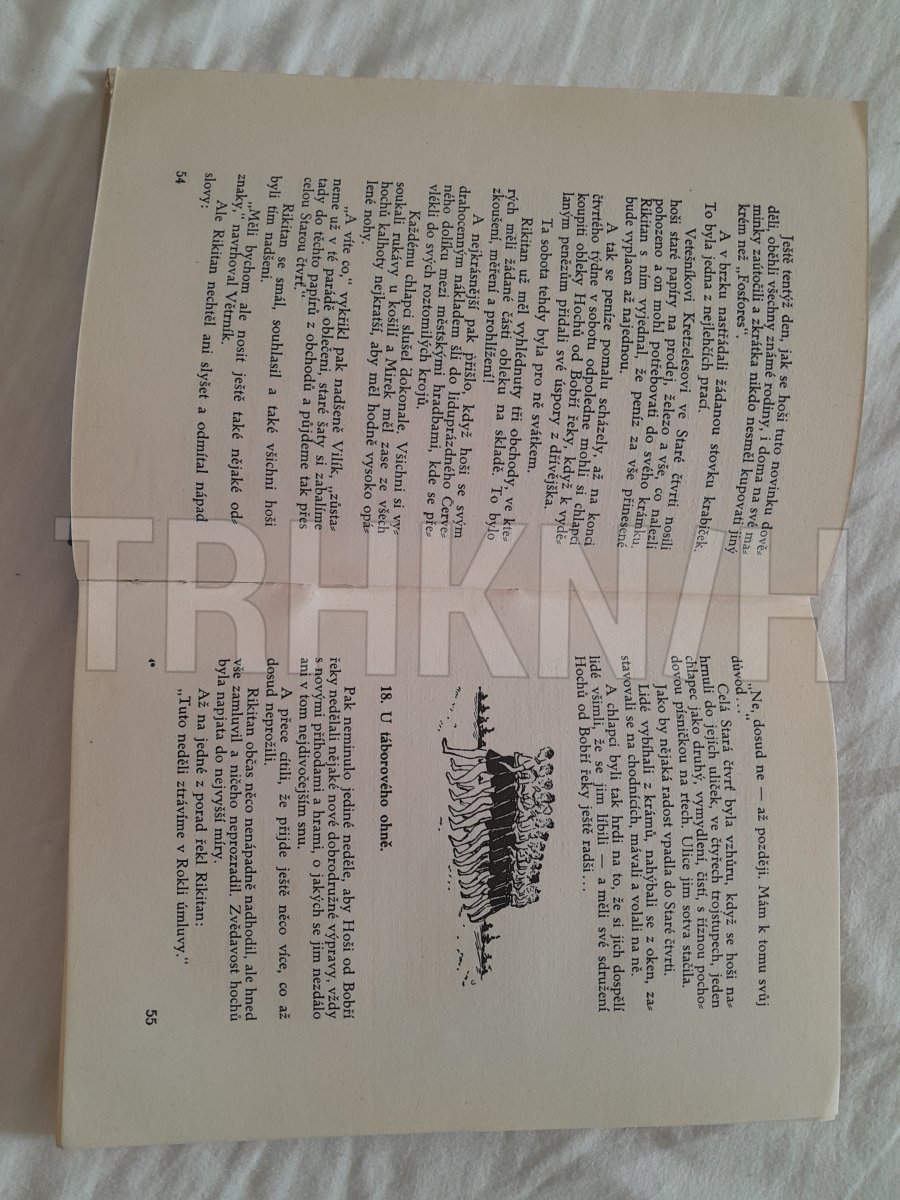 Ještě tentýž den, jak se hoši tuto novinku dově⸗
děli, oběhli všechny známé rodiny, i doma na své ma⸗
minky zaútočili a zkrátka nikdo nesměl kupovati jiný
krém než „Fosfores“.
A v brzku nastřádali žádanou stovku krabiček.
To byla jedna z nejlehčích prací.
Vetešníkovi Kretzelesovi ve Staré čtvrti nosili
hoši staré papíry na prodej, železo a vše, co nalezli
pohozeno a on mohl potřebovati do svého krámku.
Rikitan s ním vyjednal, že peníz za vše přinesené
bude vyplacen až najednou.
A tak se peníze pomalu scházely, až na konci
čtvrtého týdne v sobotu odpoledne mohli si chlapci
koupiti obleky Hochů od Bobří řeky, když k vydě⸗
laným penězům přidali své úspory z dřívějška.
Ta sobota tehdy byla pro ně svátkem.
Rikitan už měl vyhlédnuty tři obchody, ve kte⸗
rých měli žádané části obleku na skladě. To bylo
zkoušení, měření a prohlížení!
A nejkrásnější pak přišlo, když hoši se svým
drahocenným nákladem šli do liduprázdného Červe⸗
ného dolíku mezi městskými hradbami, kde se pře⸗
vlékli do svých roztomilých krojů.
Každému chlapci slušel dokonale. Všichni si vy⸗
soukali rukávy u košilí a Mirek měl zase ze všech
hochů kalhoty nejkratší, aby měl hodně vysoko opá⸗
lené nohy.
„A víte co,“ vykřikl pak nadšeně Vilík, „zůsta⸗
neme už v té parádě oblečeni, staré šaty si zabalíme
tady do těchto papírů z obchodů a půjdeme tak přes
celou Starou čtvrť.“
Rikitan se smál, souhlasil a také všichni hoši
byli tím nadšeni.
„Měli bychom ale nosit ještě také nějaké od⸗
znaky,“ navrhoval Větrník.
Ale Rikitan nechtěl ani slyšet a odmítal nápad
slovy:
54
„Ne, dosud ne — až později. Mám k tomu svůj
důvod...“
Celá Stará čtvrť byla vzhůru, když se hoši na⸗
hrnuli do jejích uliček, ve čtyřech trojstupech, jeden
chlapec jako druhý, vymydlení, čistí, s říznou pocho⸗
dovou písničkou na rtech. Ulice jim sotva stačila.
Jako by nějaká radost vpadla do Staré čtvrti.
Lidé vybíhali z krámů, nahýbali se z oken, za⸗
stavovali se na chodnících, mávali a volali na ně.
A chlapci byli tak hrdi na to, že si jich dospělí
lidé všimli, že se jim líbili — a měli své sdružení
Hochů od Bobří řeky ještě radši...
18. U táborového ohně.
Pak neminulo jediné neděle, aby Hoši od Bobří
řeky nedělali nějaké nové dobrodružné výpravy, vždy
s novými příhodami a hrami, o jakých se jim nezdálo
ani v tom nejdivočejším snu.
A přece cítili, že přijde ještě něco více, co až
dosud neprožili.
Rikitan občas něco nenápadně nadhodil, ale hned
vše zamluvil a ničeho neprozradil. Zvědavost hochů
byla napjata do nejvyšší míry.
Až na jedné z porad řekl Rikitan:
„Tuto neděli ztrávíme v Rokli úmluvy.“
4*
55
TRHKNIH